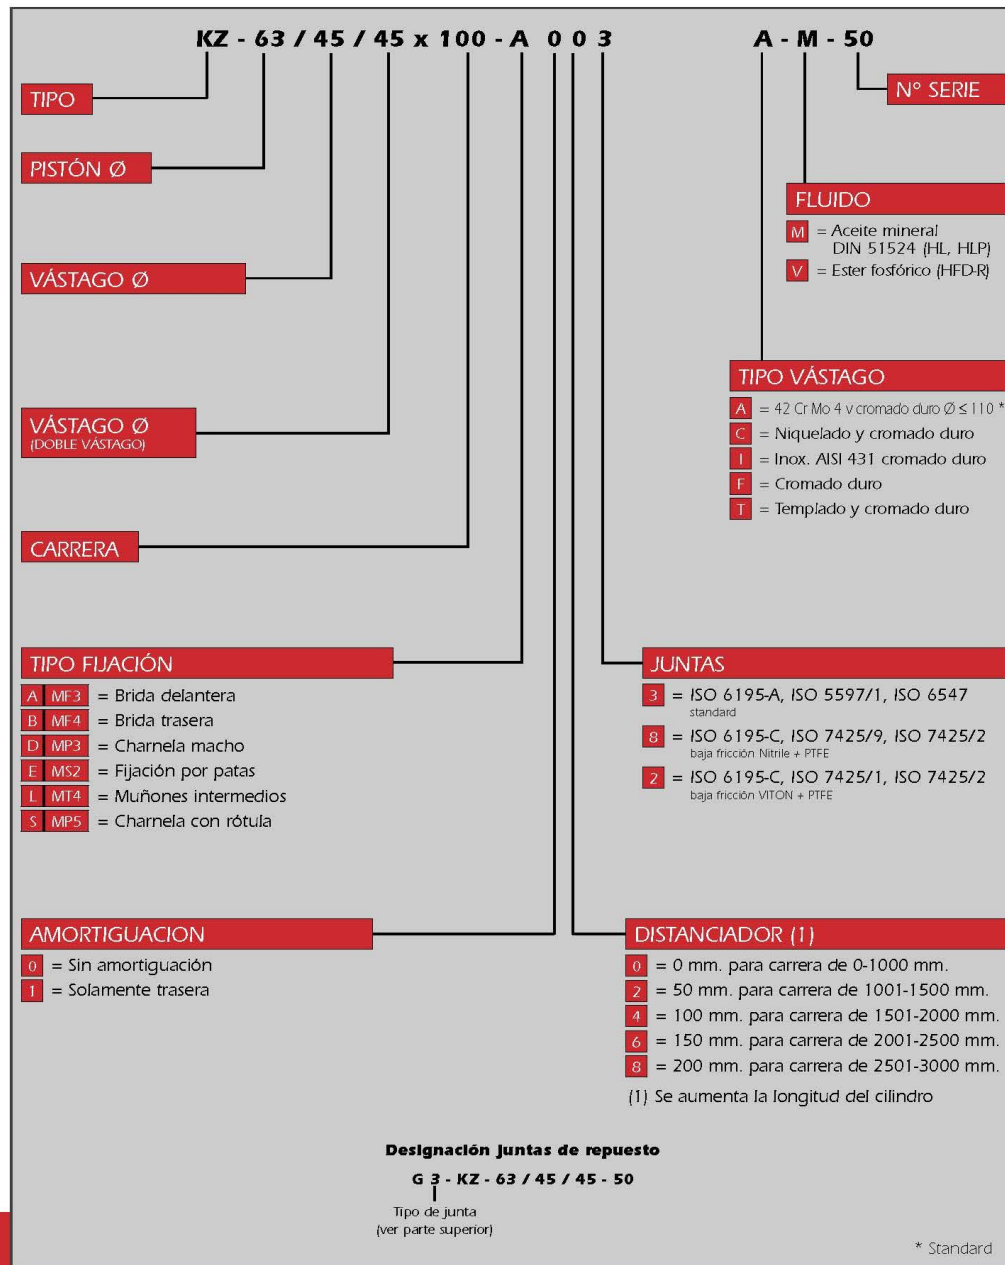 KZ - 63 / 45 / 45 x 100 - A 0 0 3 A - M - 50
TIPO
Nº SERIE
PISTÓN Ø
FLUIDO
M = Aceite mineral
DIN 51524 (HL, HLP)
V = Ester fosfórico (HFD-R)
VÁSTAGO Ø
TIPO VÁSTAGO
A = 42 Cr Mo 4 v cromado duro Ø ≤ 110 *
C = Niquelado y cromado duro
I = Inox. AISI 431 cromado duro
F = Cromado duro
T = Templado y cromado duro
VÁSTAGO Ø
(DOBLE VÁSTAGO)
CARRERA
TIPO FIJACIÓN
A MF3 = Brida delantera
B MF4 = Brida trasera
D MP3 = Charnela macho
E MS2 = Fijación por patas
L MT4 = Muñones intermedios
S MP5 = Charnela con rótula
JUNTAS
3 = ISO 6195-A, ISO 5597/1, ISO 6547
standard
8 = ISO 6195-C, ISO 7425/9, ISO 7425/2
baja fricción Nitrile + PTFE
2 = ISO 6195-C, ISO 7425/1, ISO 7425/2
baja fricción VITON + PTFE
AMORTIGUACION
0 = Sin amortiguación
1 = Solamente trasera
DISTANCIADOR (1)
0 = 0 mm. para carrera de 0-1000 mm.
2 = 50 mm. para carrera de 1001-1500 mm.
4 = 100 mm. para carrera de 1501-2000 mm.
6 = 150 mm. para carrera de 2001-2500 mm.
8 = 200 mm. para carrera de 2501-3000 mm.
(1) Se aumenta la longitud del cilindro
Designación juntas de repuesto
G 3 - KZ - 63 / 45 / 45 - 50
Tipo de junta
(ver parte superior)
* Standard